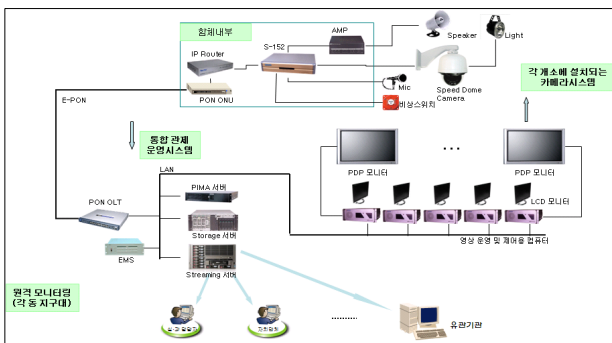 함체내부
AMP
Speaker
Light
IP Router
S-152
PON ONU
Mic
비상스위치
Speed Dome
Camera
각 개소에 설치되는
카메라시스템
E-PON
통합 관제
운영시스템
LAN
PDP 모니터
...
PDP 모니터
PIMA 서버
PON OLT
LCD 모니터
Storage 서버
영상 운영 및 제어용 컴퓨터
EMS
Streaming 서버
원격 모니터링
(각 동 지구대)
..........
유관기관